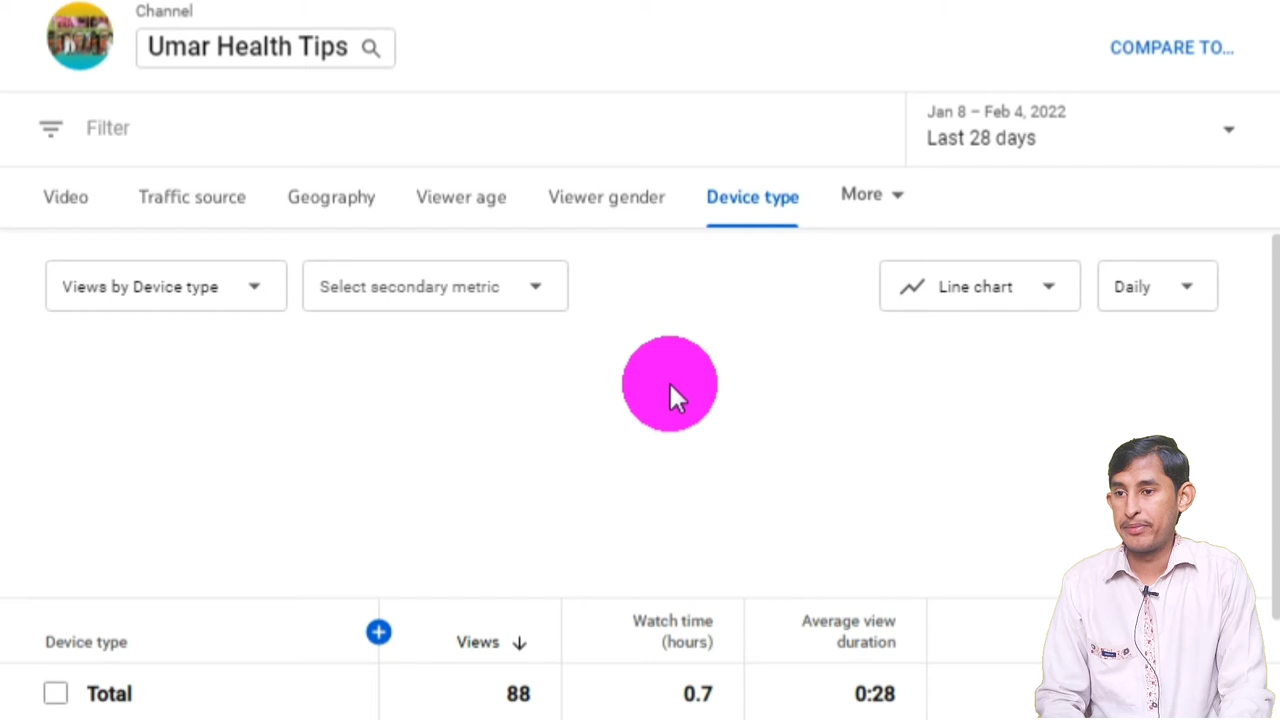 Channel
Umar Health Tips
COMPARE TO...
Filter
Jan 8 – Feb 4, 2022
Last 28 days
Video Traffic source Geography Viewer age Viewer gender Device type More
Views by Device type Select secondary metric Line chart Daily
Device type Views Watch time (hours) Average view duration
Total 88 0.7 0:28